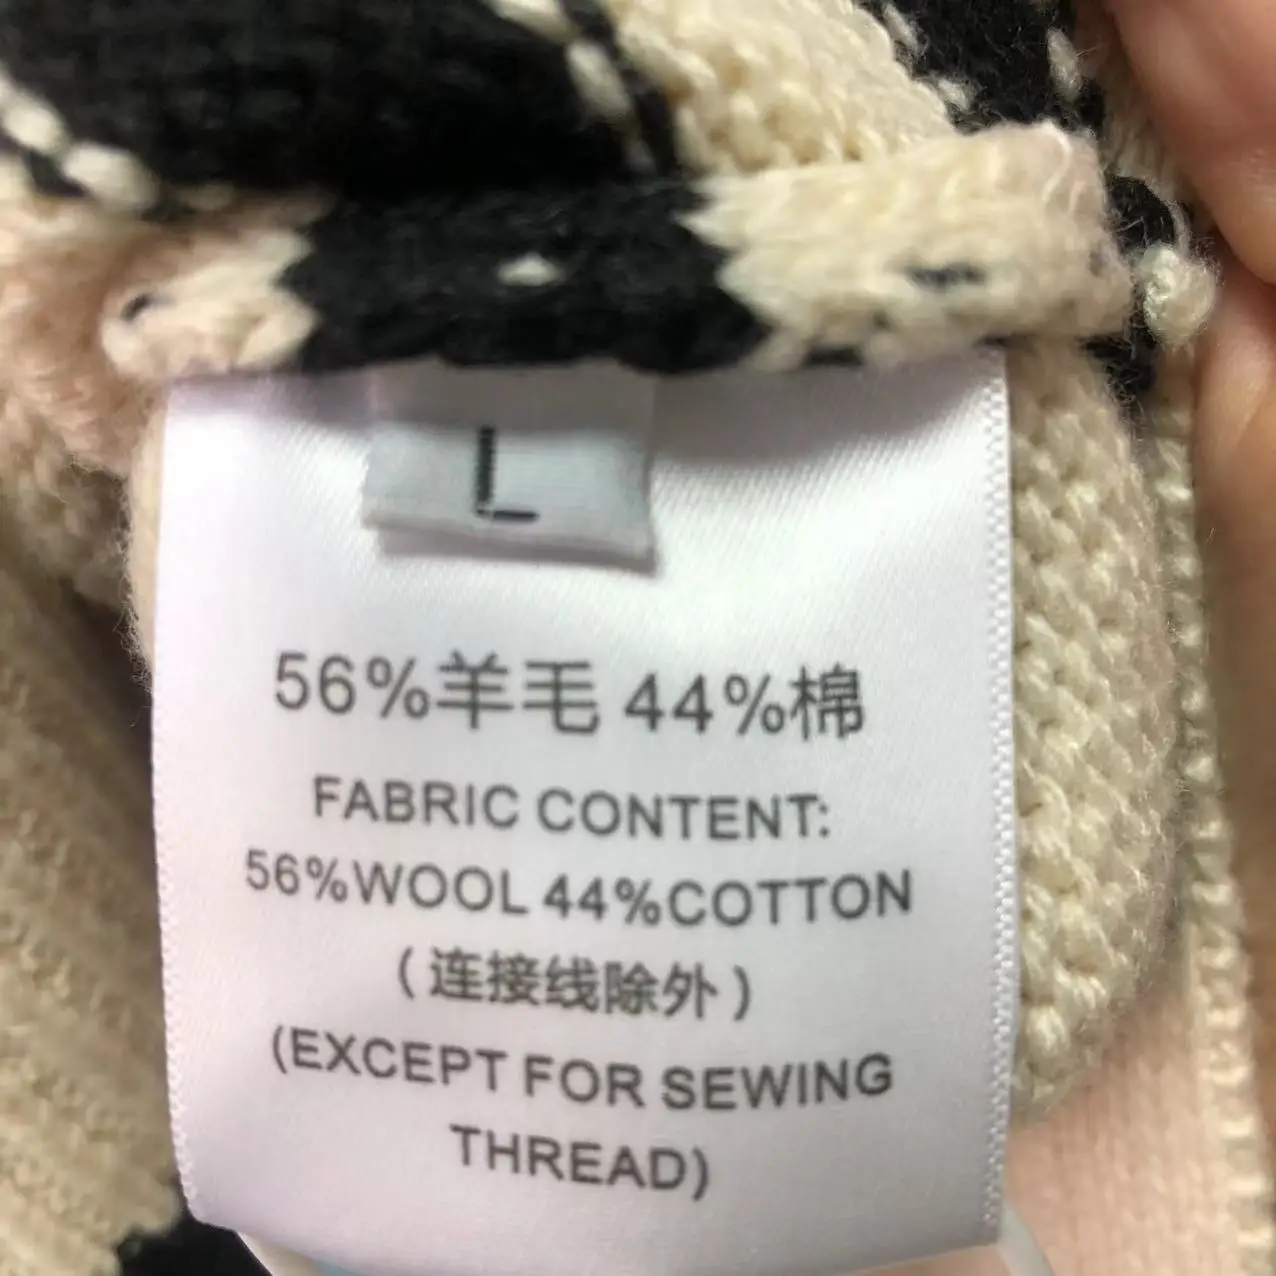 L
56%羊毛 44%棉
FABRIC CONTENT:
56%WOOL 44%COTTON
（连接线除外）
(EXCEPT FOR SEWING
THREAD)